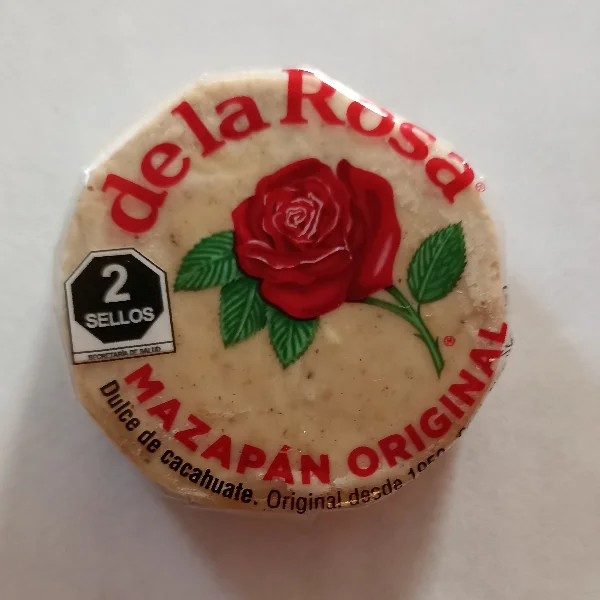 de la Rosa®
2
SELLOS
SECRETARÍA DE SALUD
®
MAZAPÁN ORIGINAL
Dulce de cacahuate. Original desde